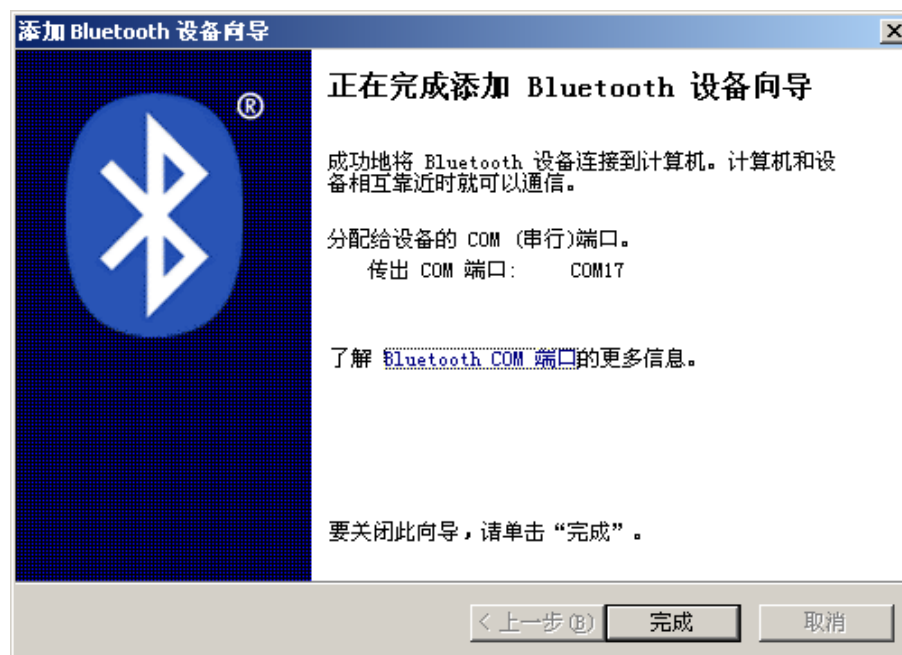 添加 Bluetooth 设备向导
®
正在完成添加 Bluetooth 设备向导
成功地将 Bluetooth 设备连接到计算机。计算机和设
备相互靠近时就可以通信。
分配给设备的 COM (串行)端口。
传出 COM 端口: COM17
了解 Bluetooth COM 端口的更多信息。
要关闭此向导，请单击“完成”。
< 上一步(B) 完成 取消